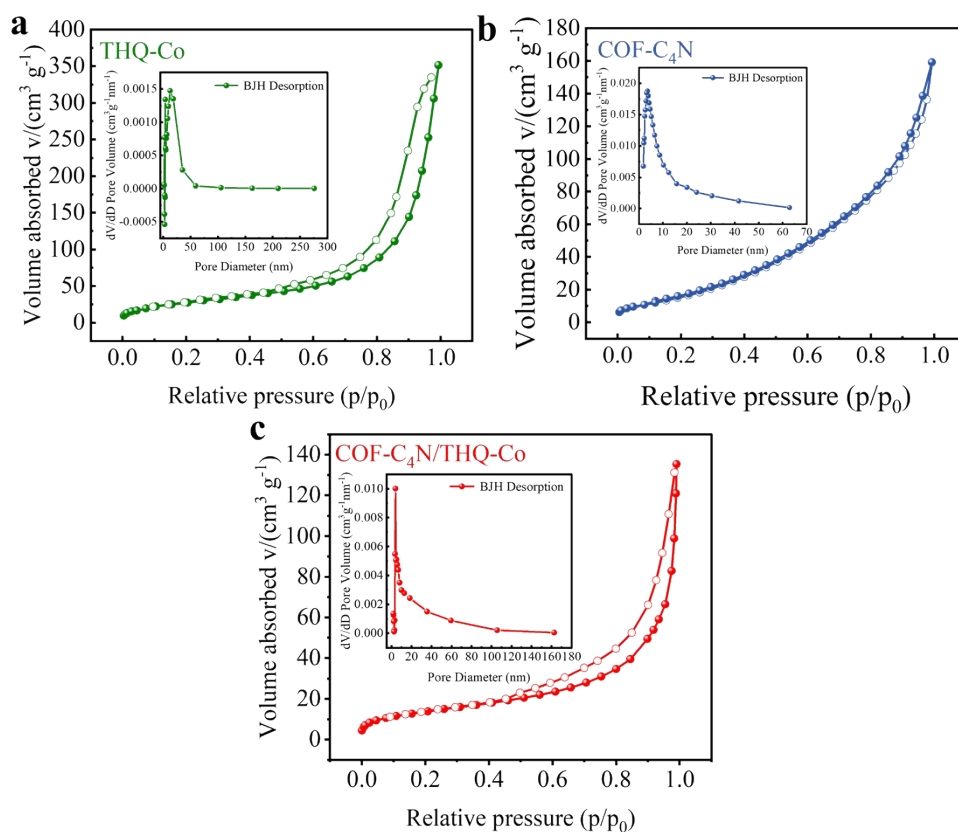 a
THQ-Co
Volume absorbed v/(cm³ g⁻¹)
400
350
300
250
200
150
100
50
0
0.0 0.2 0.4 0.6 0.8 1.0
Relative pressure (p/p₀)
BJH Desorption
dV/dD Pore Volume (cm³g⁻¹nm⁻¹)
0.0015
0.0010
0.0005
0.0000
-0.0005
0 50 100 150 200 250 300
Pore Diameter (nm)
b
COF-C₄N
Volume absorbed v/(cm³ g⁻¹)
180
160
140
120
100
80
60
40
20
0
0.0 0.2 0.4 0.6 0.8 1.0
Relative pressure (p/p₀)
BJH Desorption
dV/dD Pore Volume (cm³g⁻¹nm⁻¹)
0.020
0.015
0.010
0.005
0.000
0 10 20 30 40 50 60 70
Pore Diameter (nm)
c
COF-C₄N/THQ-Co
Volume absorbed v/(cm³ g⁻¹)
140
120
100
80
60
40
20
0
0.0 0.2 0.4 0.6 0.8 1.0
Relative pressure (p/p₀)
BJH Desorption
dV/dD Pore Volume (cm³g⁻¹nm⁻¹)
0.010
0.008
0.006
0.004
0.002
0.000
0 20 40 60 80 100 120 140 160 180
Pore Diameter (nm)